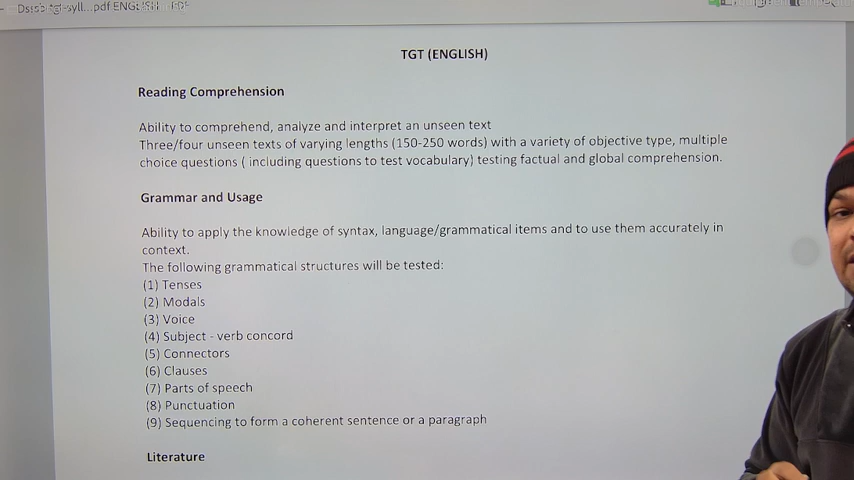 TGT (ENGLISH)
Reading Comprehension
Ability to comprehend, analyze and interpret an unseen text
Three/four unseen texts of varying lengths (150-250 words) with a variety of objective type, multiple
choice questions ( including questions to test vocabulary) testing factual and global comprehension.
Grammar and Usage
Ability to apply the knowledge of syntax, language/grammatical items and to use them accurately in
context.
The following grammatical structures will be tested:
(1) Tenses
(2) Modals
(3) Voice
(4) Subject - verb concord
(5) Connectors
(6) Clauses
(7) Parts of speech
(8) Punctuation
(9) Sequencing to form a coherent sentence or a paragraph
Literature